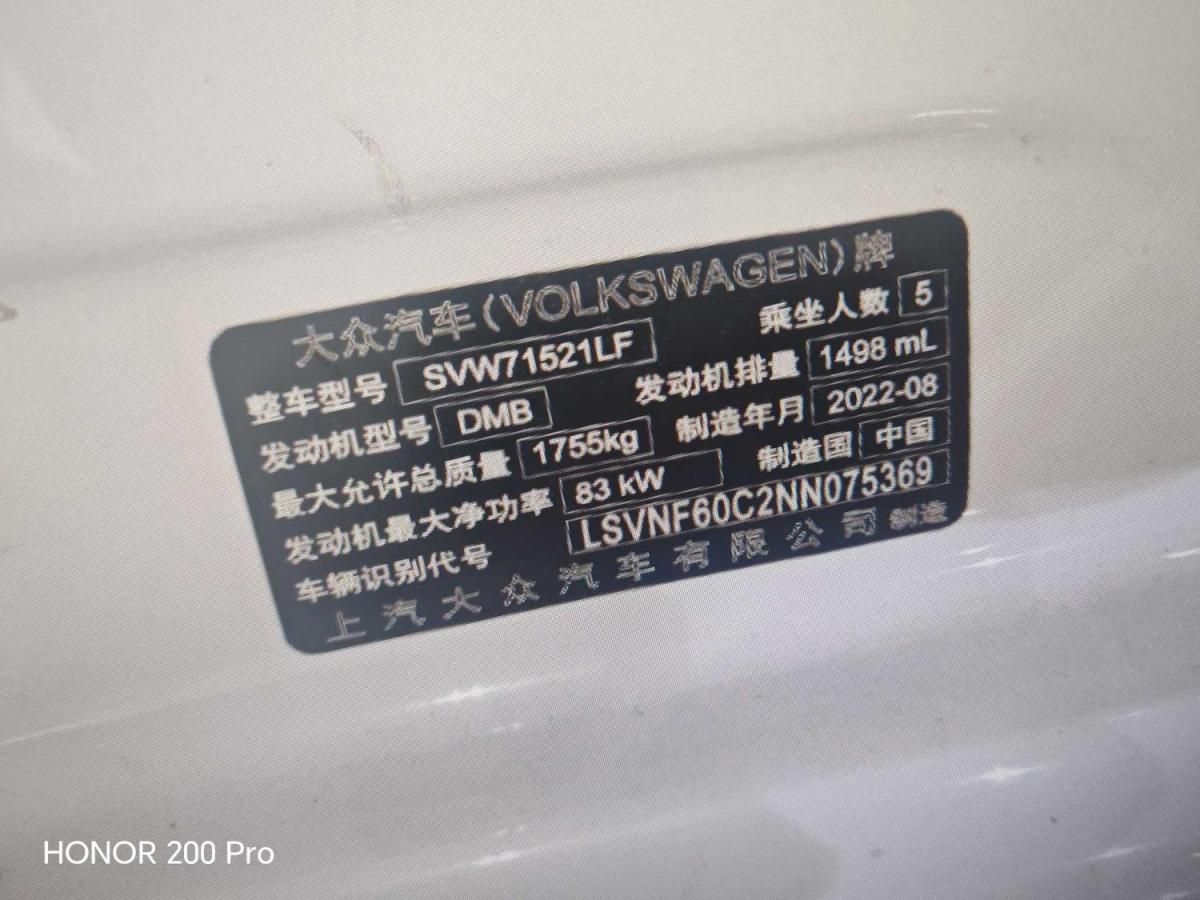 大众汽车(VOLKSWAGEN)牌
整车型号 SVW71521LF 乘坐人数 5
发动机型号 DMB 发动机排量 1498 mL
最大允许总质量 1755kg 制造年月 2022-08
发动机最大净功率 83 kW 制造国 中国
车辆识别代号 LSVNF60C2NN075369
上汽大众汽车有限公司 制造
HONOR 200 Pro